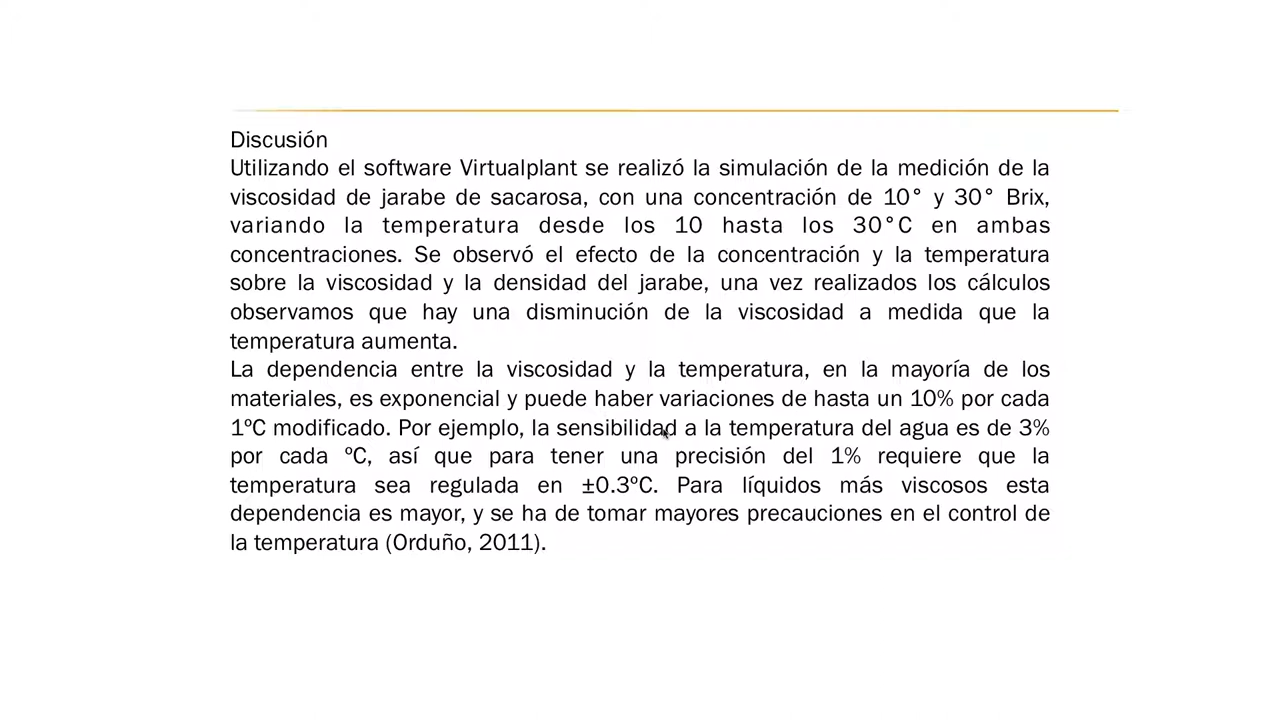 Discusión
Utilizando el software Virtualplant se realizó la simulación de la medición de la
viscosidad de jarabe de sacarosa, con una concentración de 10° y 30° Brix,
variando la temperatura desde los 10 hasta los 30°C en ambas
concentraciones. Se observó el efecto de la concentración y la temperatura
sobre la viscosidad y la densidad del jarabe, una vez realizados los cálculos
observamos que hay una disminución de la viscosidad a medida que la
temperatura aumenta.
La dependencia entre la viscosidad y la temperatura, en la mayoría de los
materiales, es exponencial y puede haber variaciones de hasta un 10% por cada
1ºC modificado. Por ejemplo, la sensibilidad a la temperatura del agua es de 3%
por cada ºC, así que para tener una precisión del 1% requiere que la
temperatura sea regulada en ±0.3ºC. Para líquidos más viscosos esta
dependencia es mayor, y se ha de tomar mayores precauciones en el control de
la temperatura (Orduño, 2011).